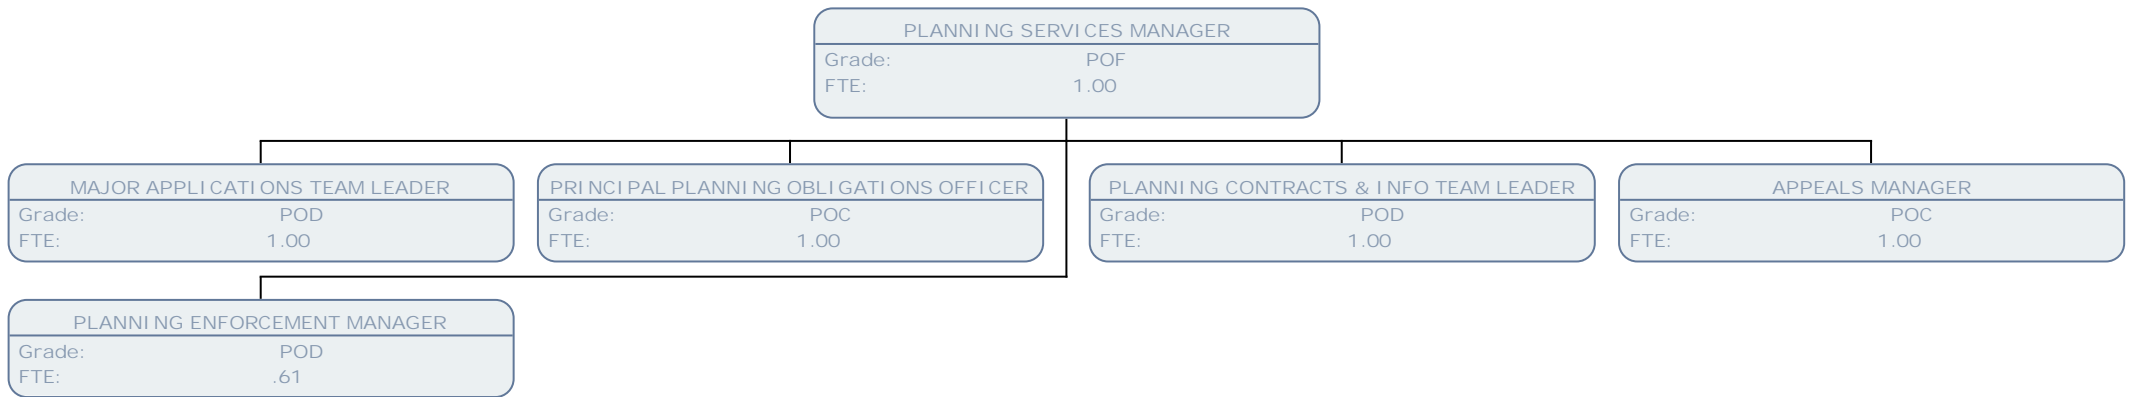 PLANNING SERVICES MANAGER
Grade: POF
FTE: 1.00
MAJOR APPLICATIONS TEAM LEADER
Grade: POD
FTE: 1.00
PRINCIPAL PLANNING OBLIGATIONS OFFICER
Grade: POC
FTE: 1.00
PLANNING CONTRACTS & INFO TEAM LEADER
Grade: POD
FTE: 1.00
APPEALS MANAGER
Grade: POC
FTE: 1.00
PLANNING ENFORCEMENT MANAGER
Grade: POD
FTE: .61